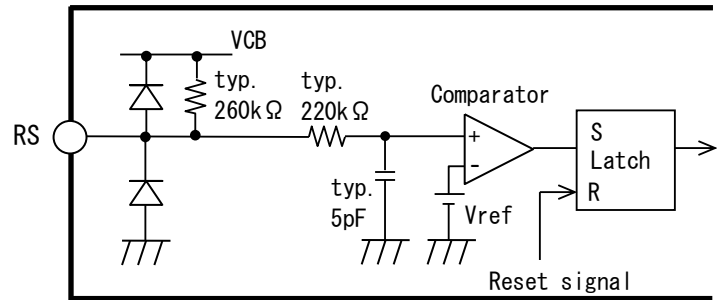 VCB
typ.
260kΩ
typ.
220kΩ
Comparator
RS
+
-
S
Latch
R
typ.
5pF
Vref
Reset signal